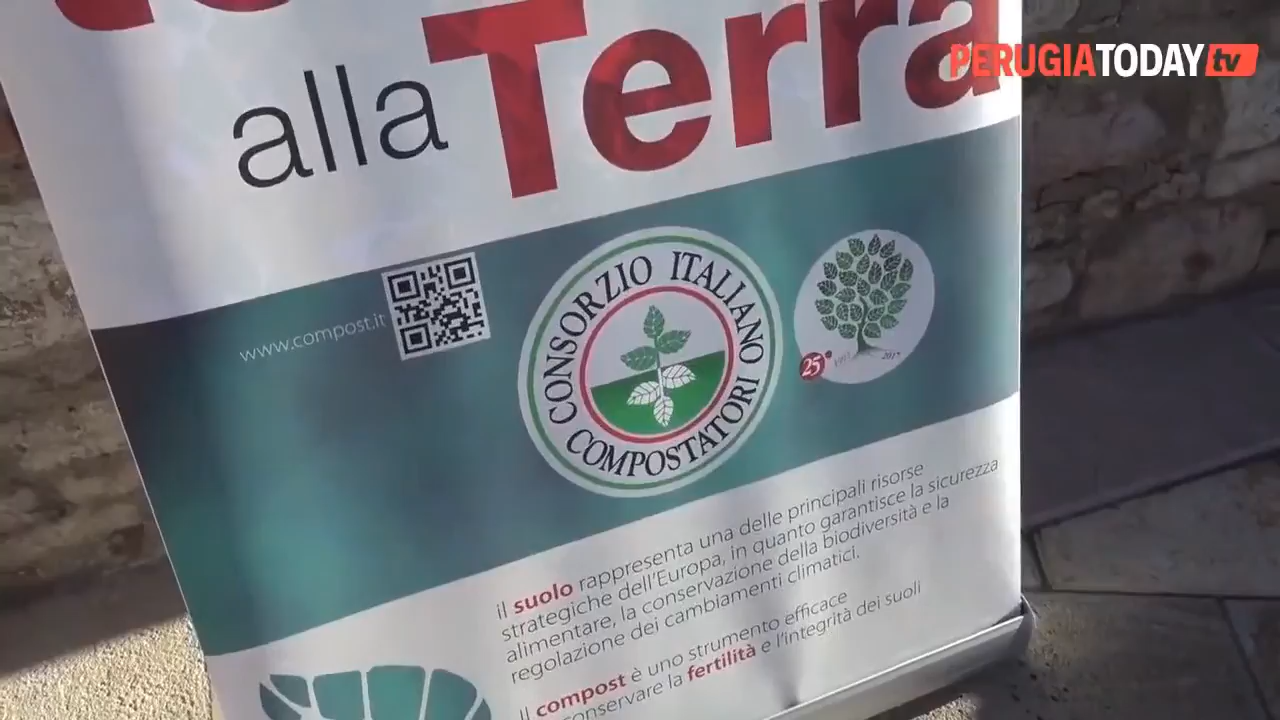 PERUGIATODAY tv
alla Terra
www.compost.it
CONSORZIO ITALIANO
COMPOSTATORI
25°
1992 2017
il suolo rappresenta una delle principali risorse
strategiche dell'Europa, in quanto garantisce la sicurezza
alimentare, la conservazione della biodiversità e la
regolazione dei cambiamenti climatici.
Il compost è uno strumento efficace
conservare la fertilità e l'integrità dei suoli